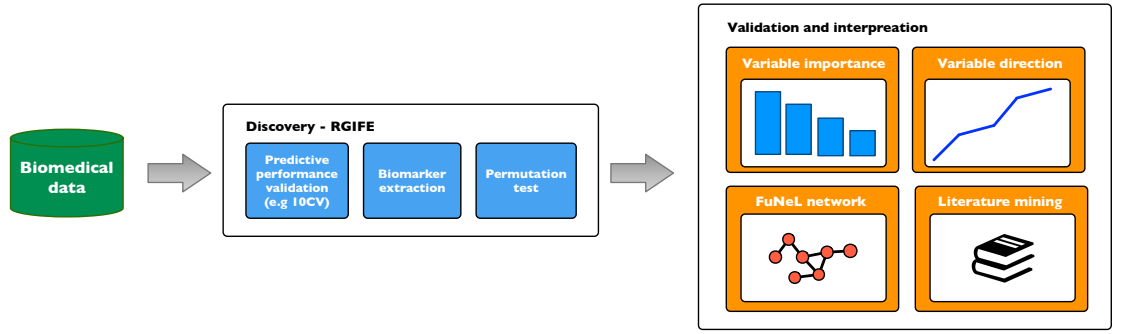 Biomedical
data
Discovery - RGIFE
Predictive
performance
validation
(e.g 10CV)
Biomarker
extraction
Permutation
test
Validation and interpreation
Variable importance
Variable direction
FuNeL network
Literature mining